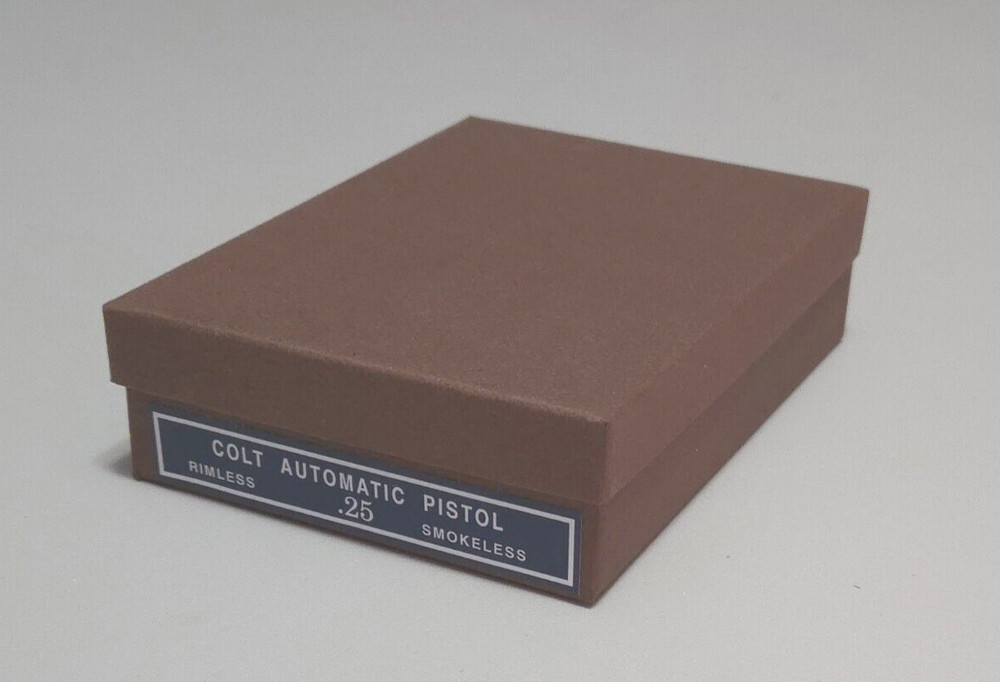 COLT AUTOMATIC PISTOL
RIMLESS .25 SMOKELESS